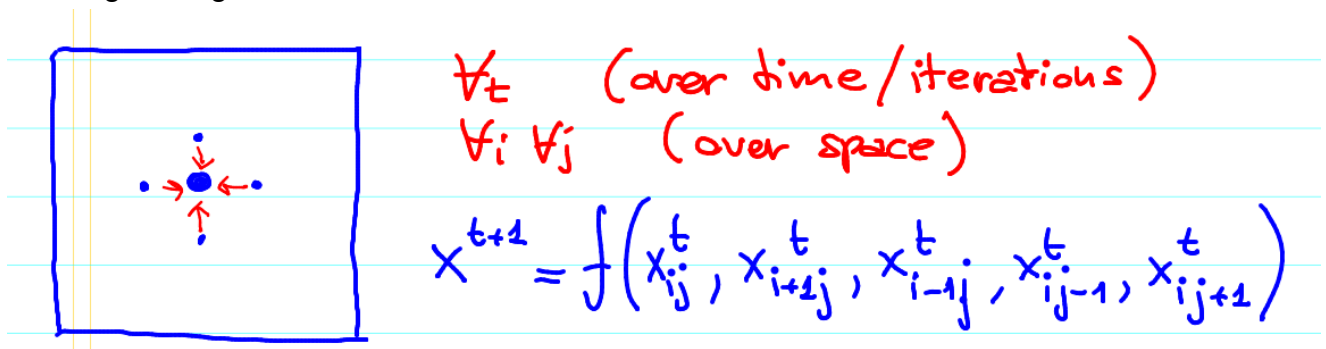 ∀t (over time/iterations)
∀i ∀j (over space)
x^{t+1} = f(x^t_{ij}, x^t_{i+1j}, x^t_{i-1j}, x^t_{ij-1}, x^t_{ij+1})